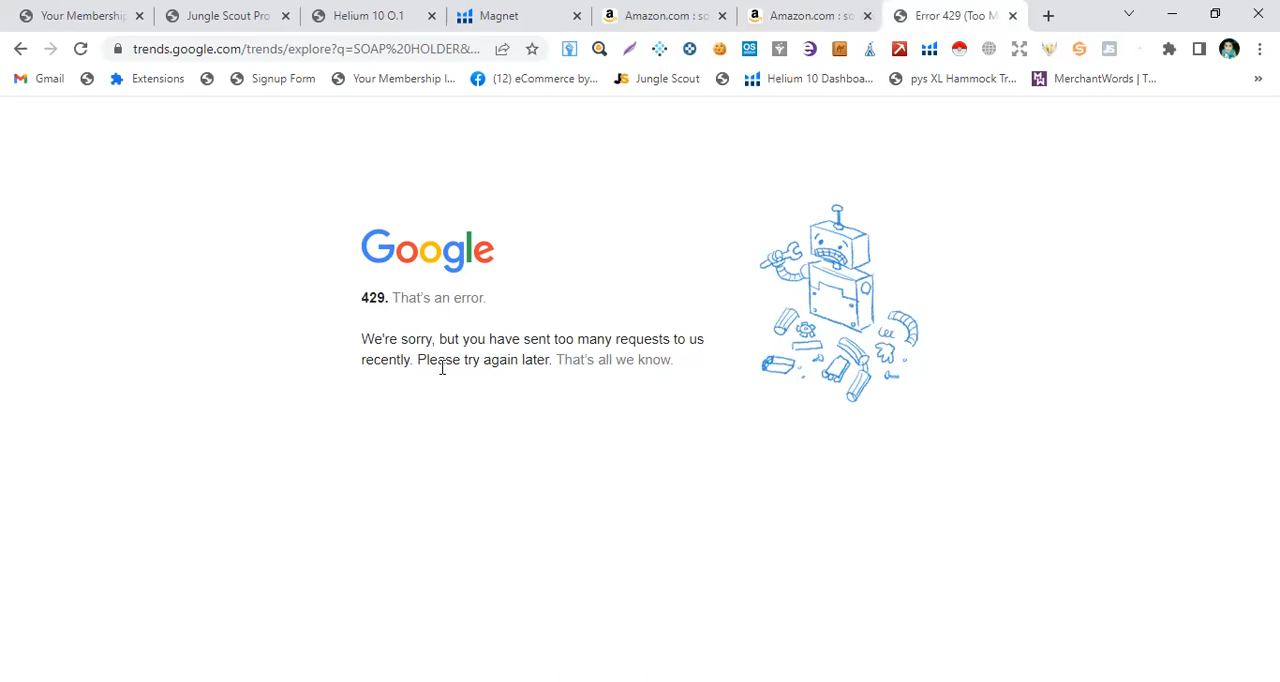 Your Membership
Jungle Scout Pro
Helium 10 O.1
Magnet
Amazon.com : so
Amazon.com : so
Error 429 (Too M
trends.google.com/trends/explore?q=SOAP%20HOLDER&...
Gmail
Extensions
Signup Form
Your Membership I...
(12) eCommerce by...
Jungle Scout
Helium 10 Dashboa...
pys XL Hammock Tr...
MerchantWords | T...
Google
429. That's an error.
We're sorry, but you have sent too many requests to us
recently. Please try again later. That's all we know.